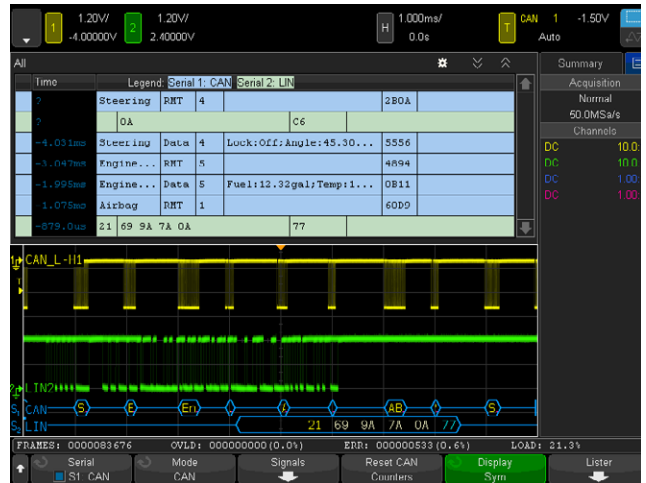 1 1.20V/ -4.00000V 2 1.20V/ 2.40000V H 1.000ms/ 0.0s T CAN 1 -1.50V Auto
All Summary
Time Legend: Serial 1: CAN Serial 2: LIN Acquisition
? Steering RMT 4 2B0A Normal
? 0A C6 50.0MSa/s
Channels
-4.031ms Steering Data 4 Lock:Off;Angle:45.30... 5556 DC 10.0:
-3.047ms Engine... RMT 5 4894 DC 10.0:
-1.995ms Engine... Data 5 Fuel:12.32gal;Temp:1... 0B11 DC 1.00:
-1.075ms Airbag RMT 1 60D9 DC 1.00:
-879.0us 21 69 9A 7A 0A 77
CAN_L-H1
T
LIN2
S1 CAN S E En A AB S
S2 LIN 21 69 9A 7A 0A 77
FRAMES: 0000083676 OVLD: 000000000(0.0%) ERR: 000000533(0.6%) LOAD: 21.3%
Serial Mode Signals Reset CAN Display Lister
S1: CAN CAN Counters Sym